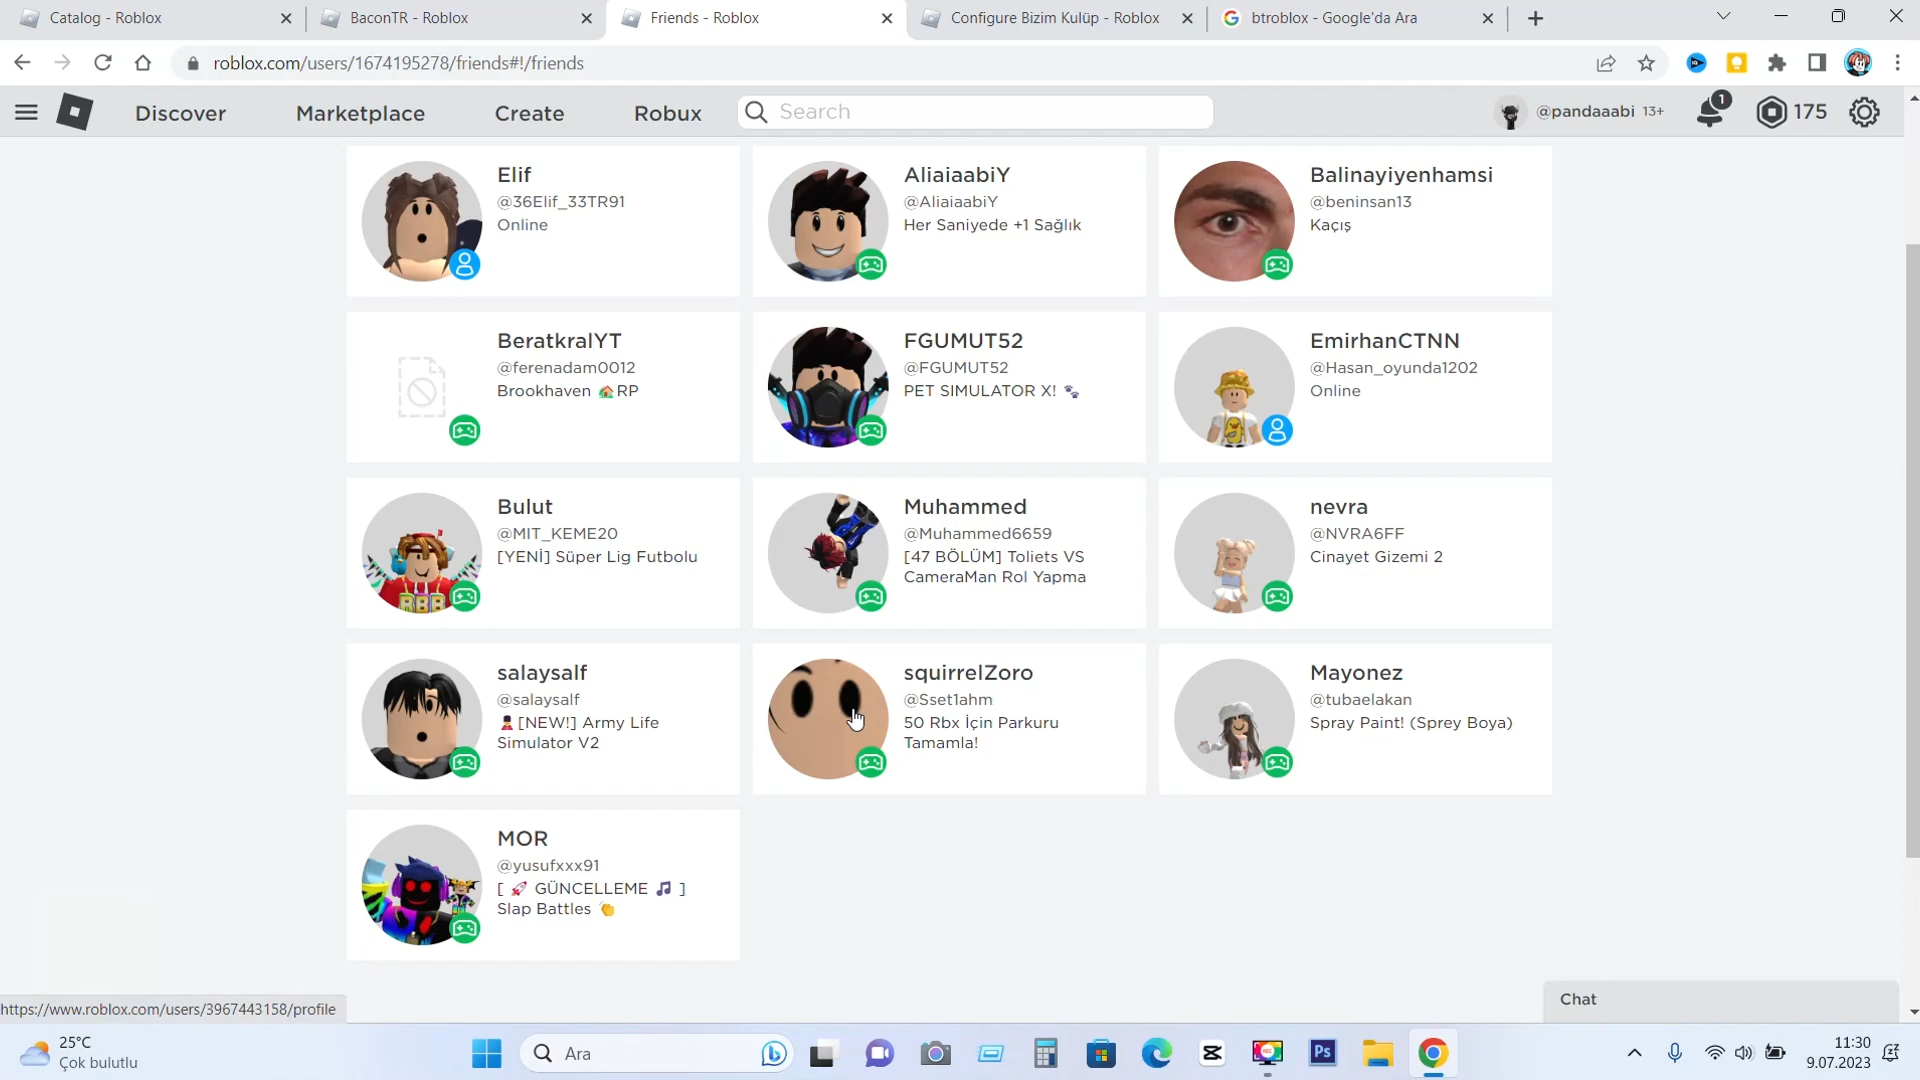 Catalog - Roblox
BaconTR - Roblox
Friends - Roblox
Configure Bizim Kulüp - Roblox
btroblox - Google'da Ara
roblox.com/users/1674195278/friends#!/friends
Discover
Marketplace
Create
Robux
Search
@pandaaabi 13+
1
175
Elif
@36Elif_33TR91
Online
AliaiaabiY
@AliaiaabiY
Her Saniyede +1 Sağlık
Balinayiyenhamsi
@beninsan13
Kaçış
BeratkralYT
@ferenadam0012
Brookhaven 🏠RP
FGUMUT52
@FGUMUT52
PET SIMULATOR X! 🐾
EmirhanCTNN
@Hasan_oyunda1202
Online
Bulut
@MIT_KEME20
[YENİ] Süper Lig Futbolu
Muhammed
@Muhammed6659
[47 BÖLÜM] Toliets VS
CameraMan Rol Yapma
nevra
@NVRA6FF
Cinayet Gizemi 2
salaysalf
@salaysalf
💂[NEW!] Army Life
Simulator V2
squirrelZoro
@Sset1ahm
50 Rbx İçin Parkuru
Tamamla!
Mayonez
@tubaelakan
Spray Paint! (Sprey Boya)
MOR
@yusufxxx91
[ 🚀 GÜNCELLEME 🎵 ]
Slap Battles 👏
BBB
Chat
https://www.roblox.com/users/3967443158/profile
25°C
Çok bulutlu
Ara
Ps
11:30
9.07.2023